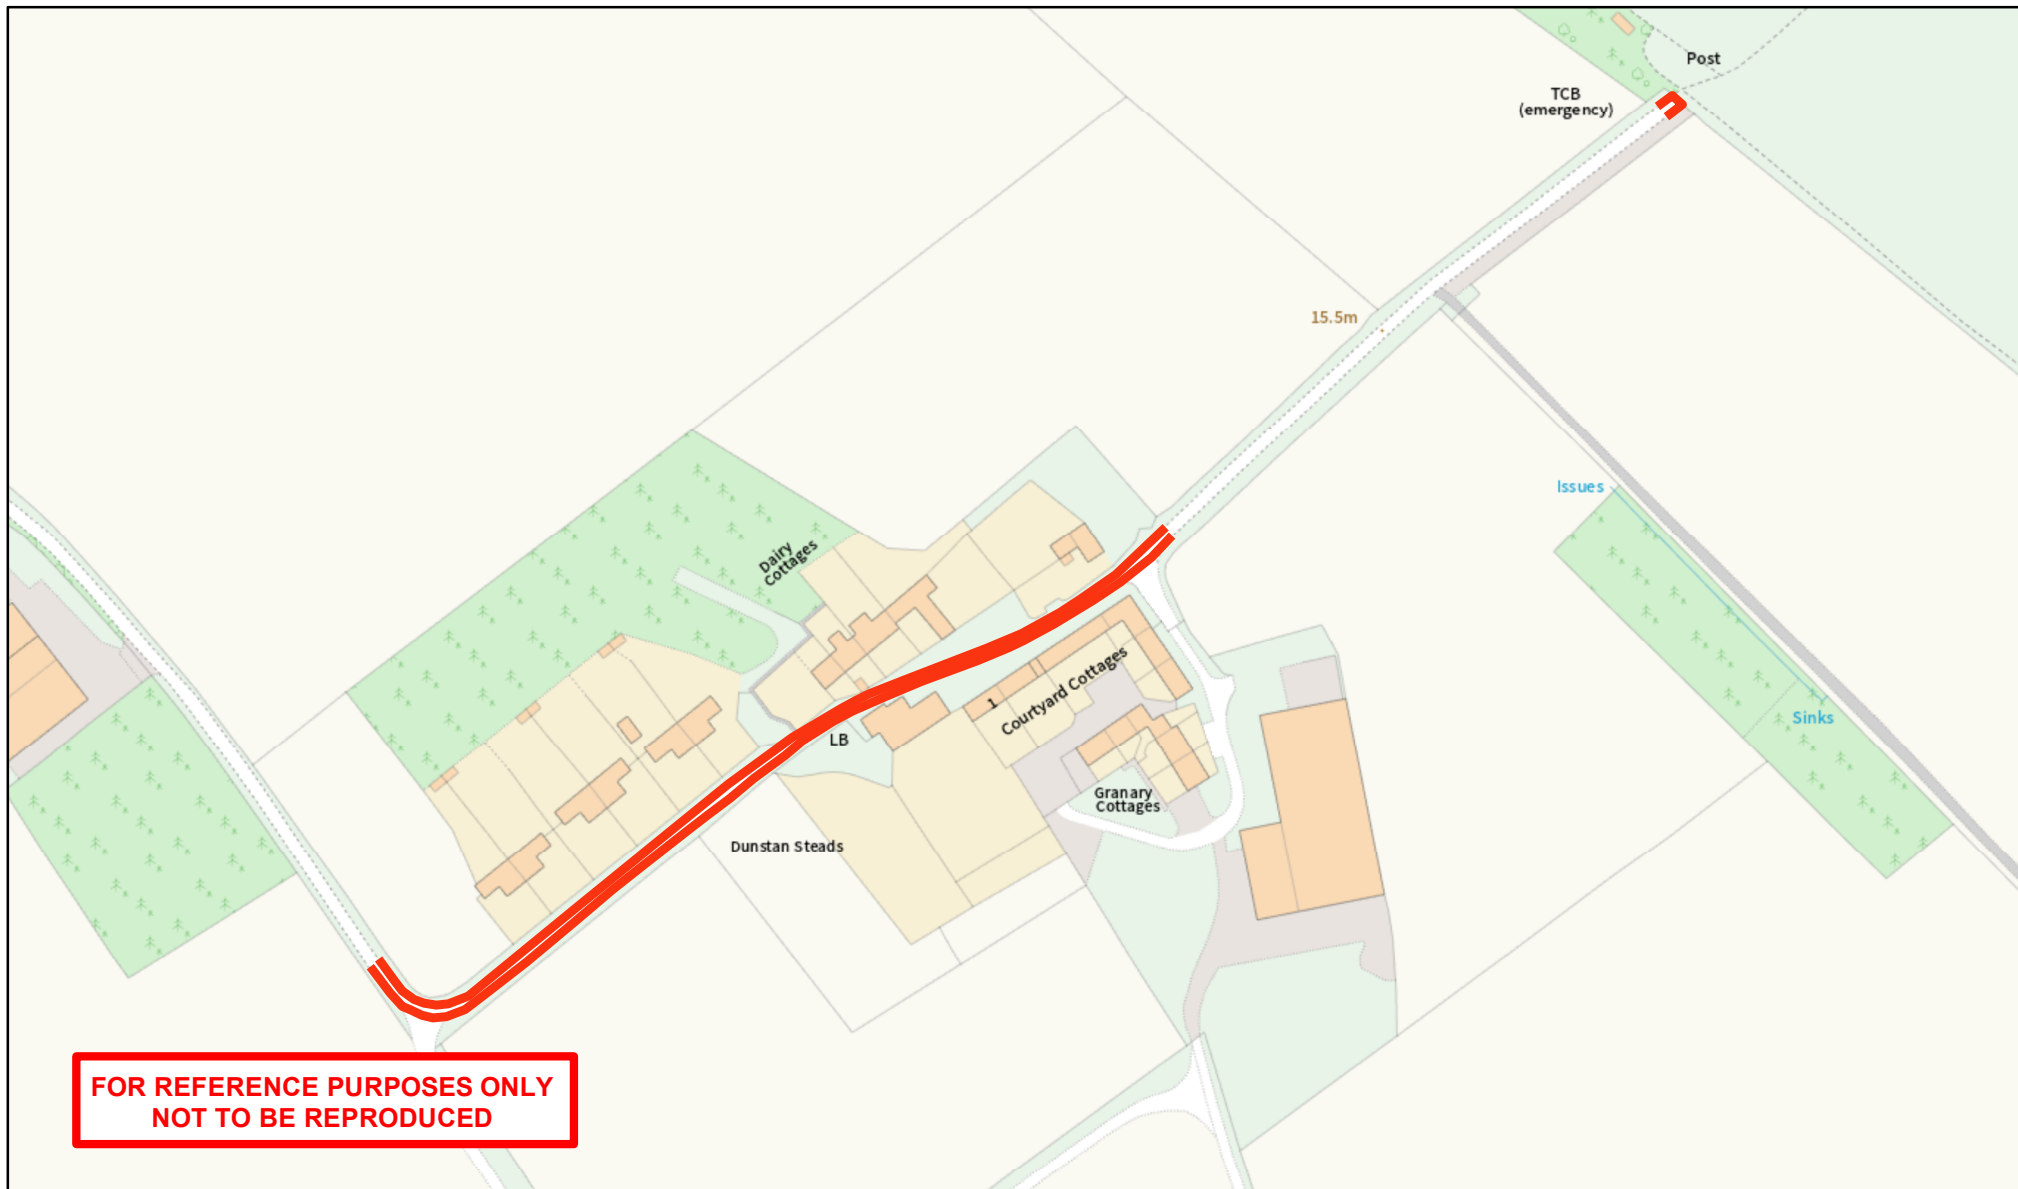 Post
TCB
(emergency)
15.5m
Issues
Dairy
Cottages
Courtyard Cottages
1
Sinks
LB
Granary
Cottages
Dunstan Steads
FOR REFERENCE PURPOSES ONLY
NOT TO BE REPRODUCED